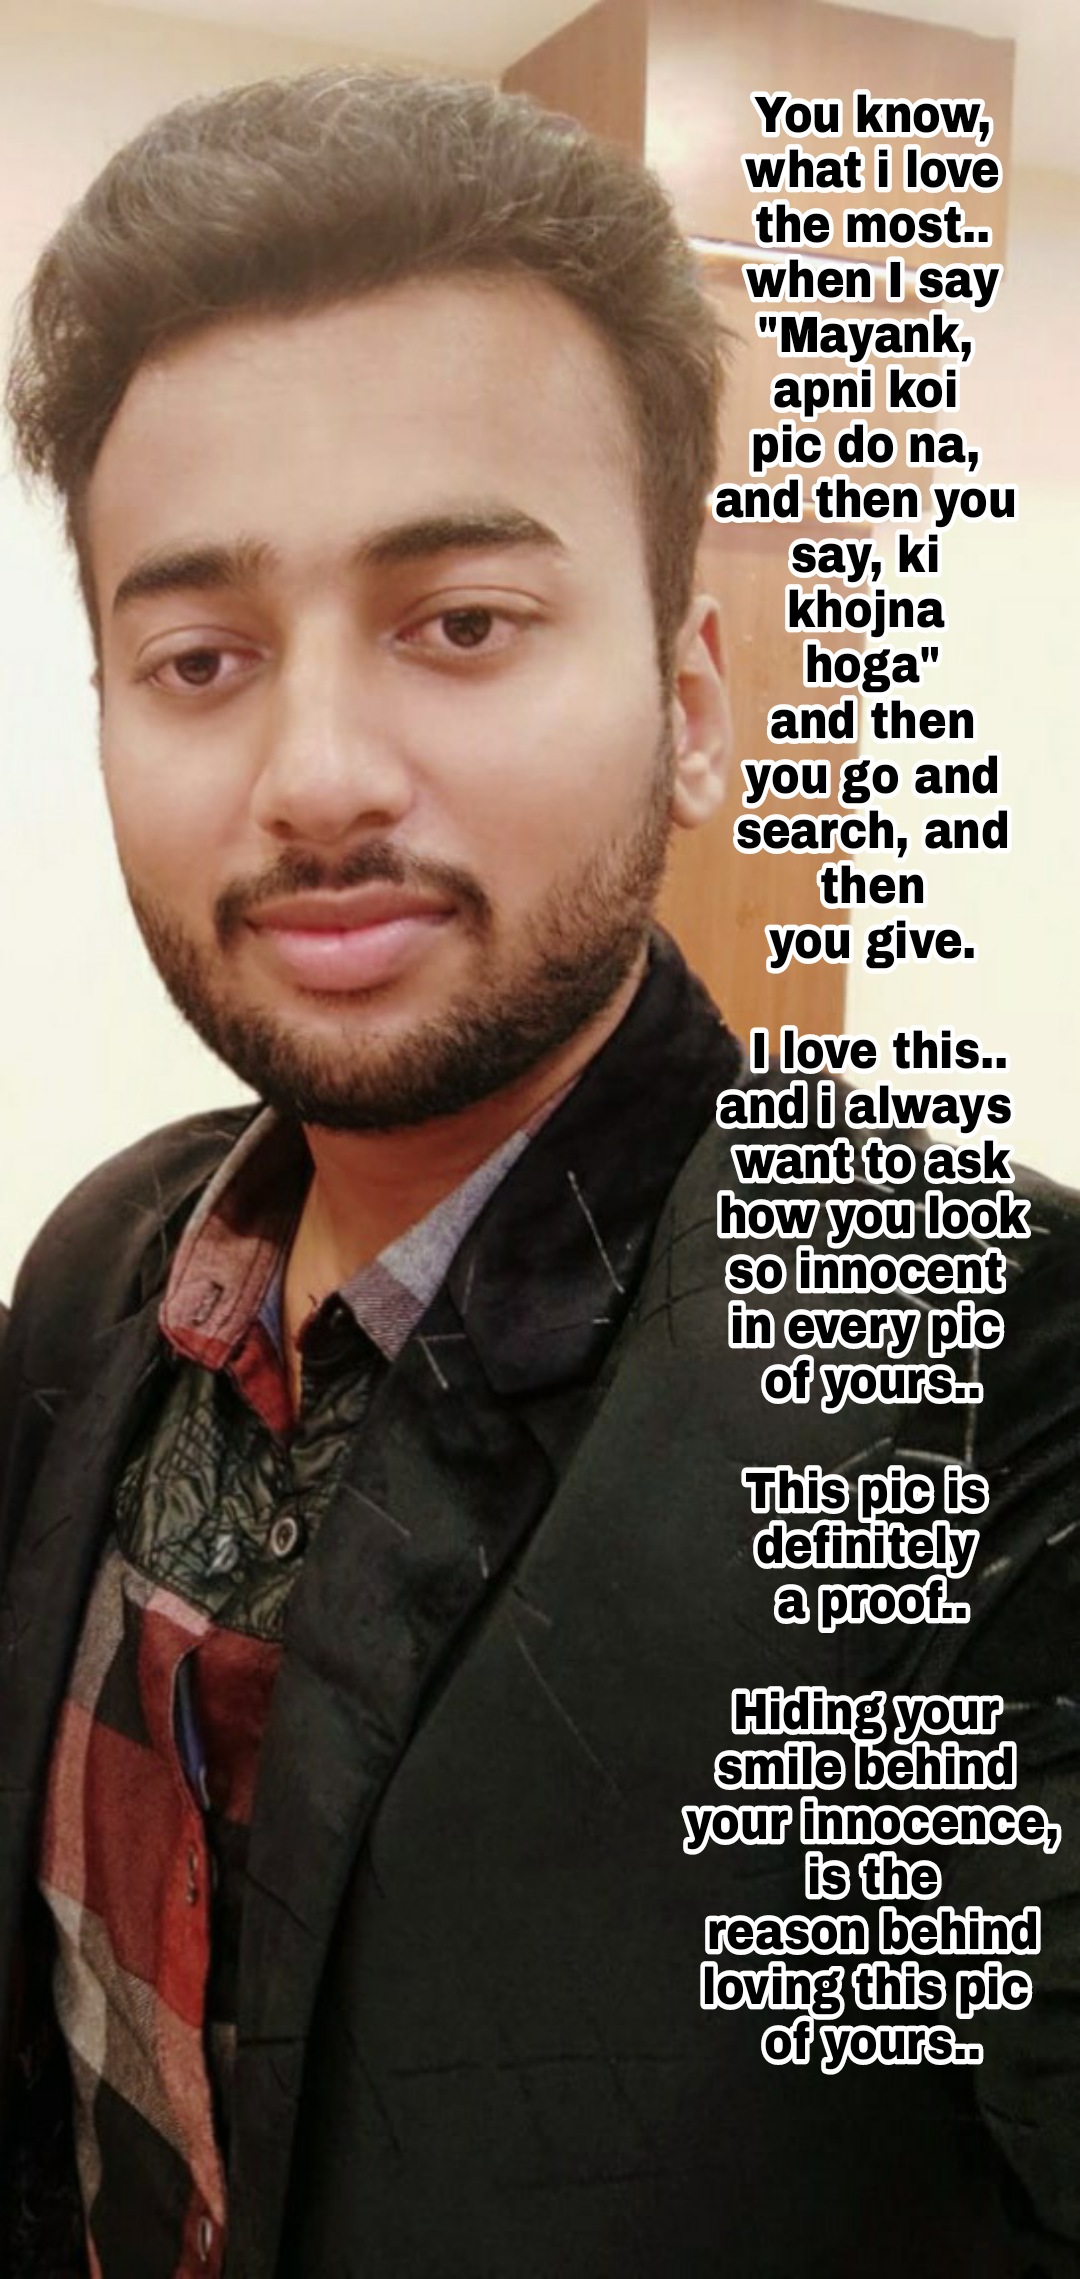 You know,
what i love
the most..
when I say
"Mayank,
apni koi
pic do na,
and then you
say, ki
khojna
hoga"
and then
you go and
search, and
then
you give.
I love this..
and i always
want to ask
how you look
so innocent
in every pic
of yours..
This pic is
definitely
a proof..
Hiding your
smile behind
your innocence,
is the
reason behind
loving this pic
of yours..